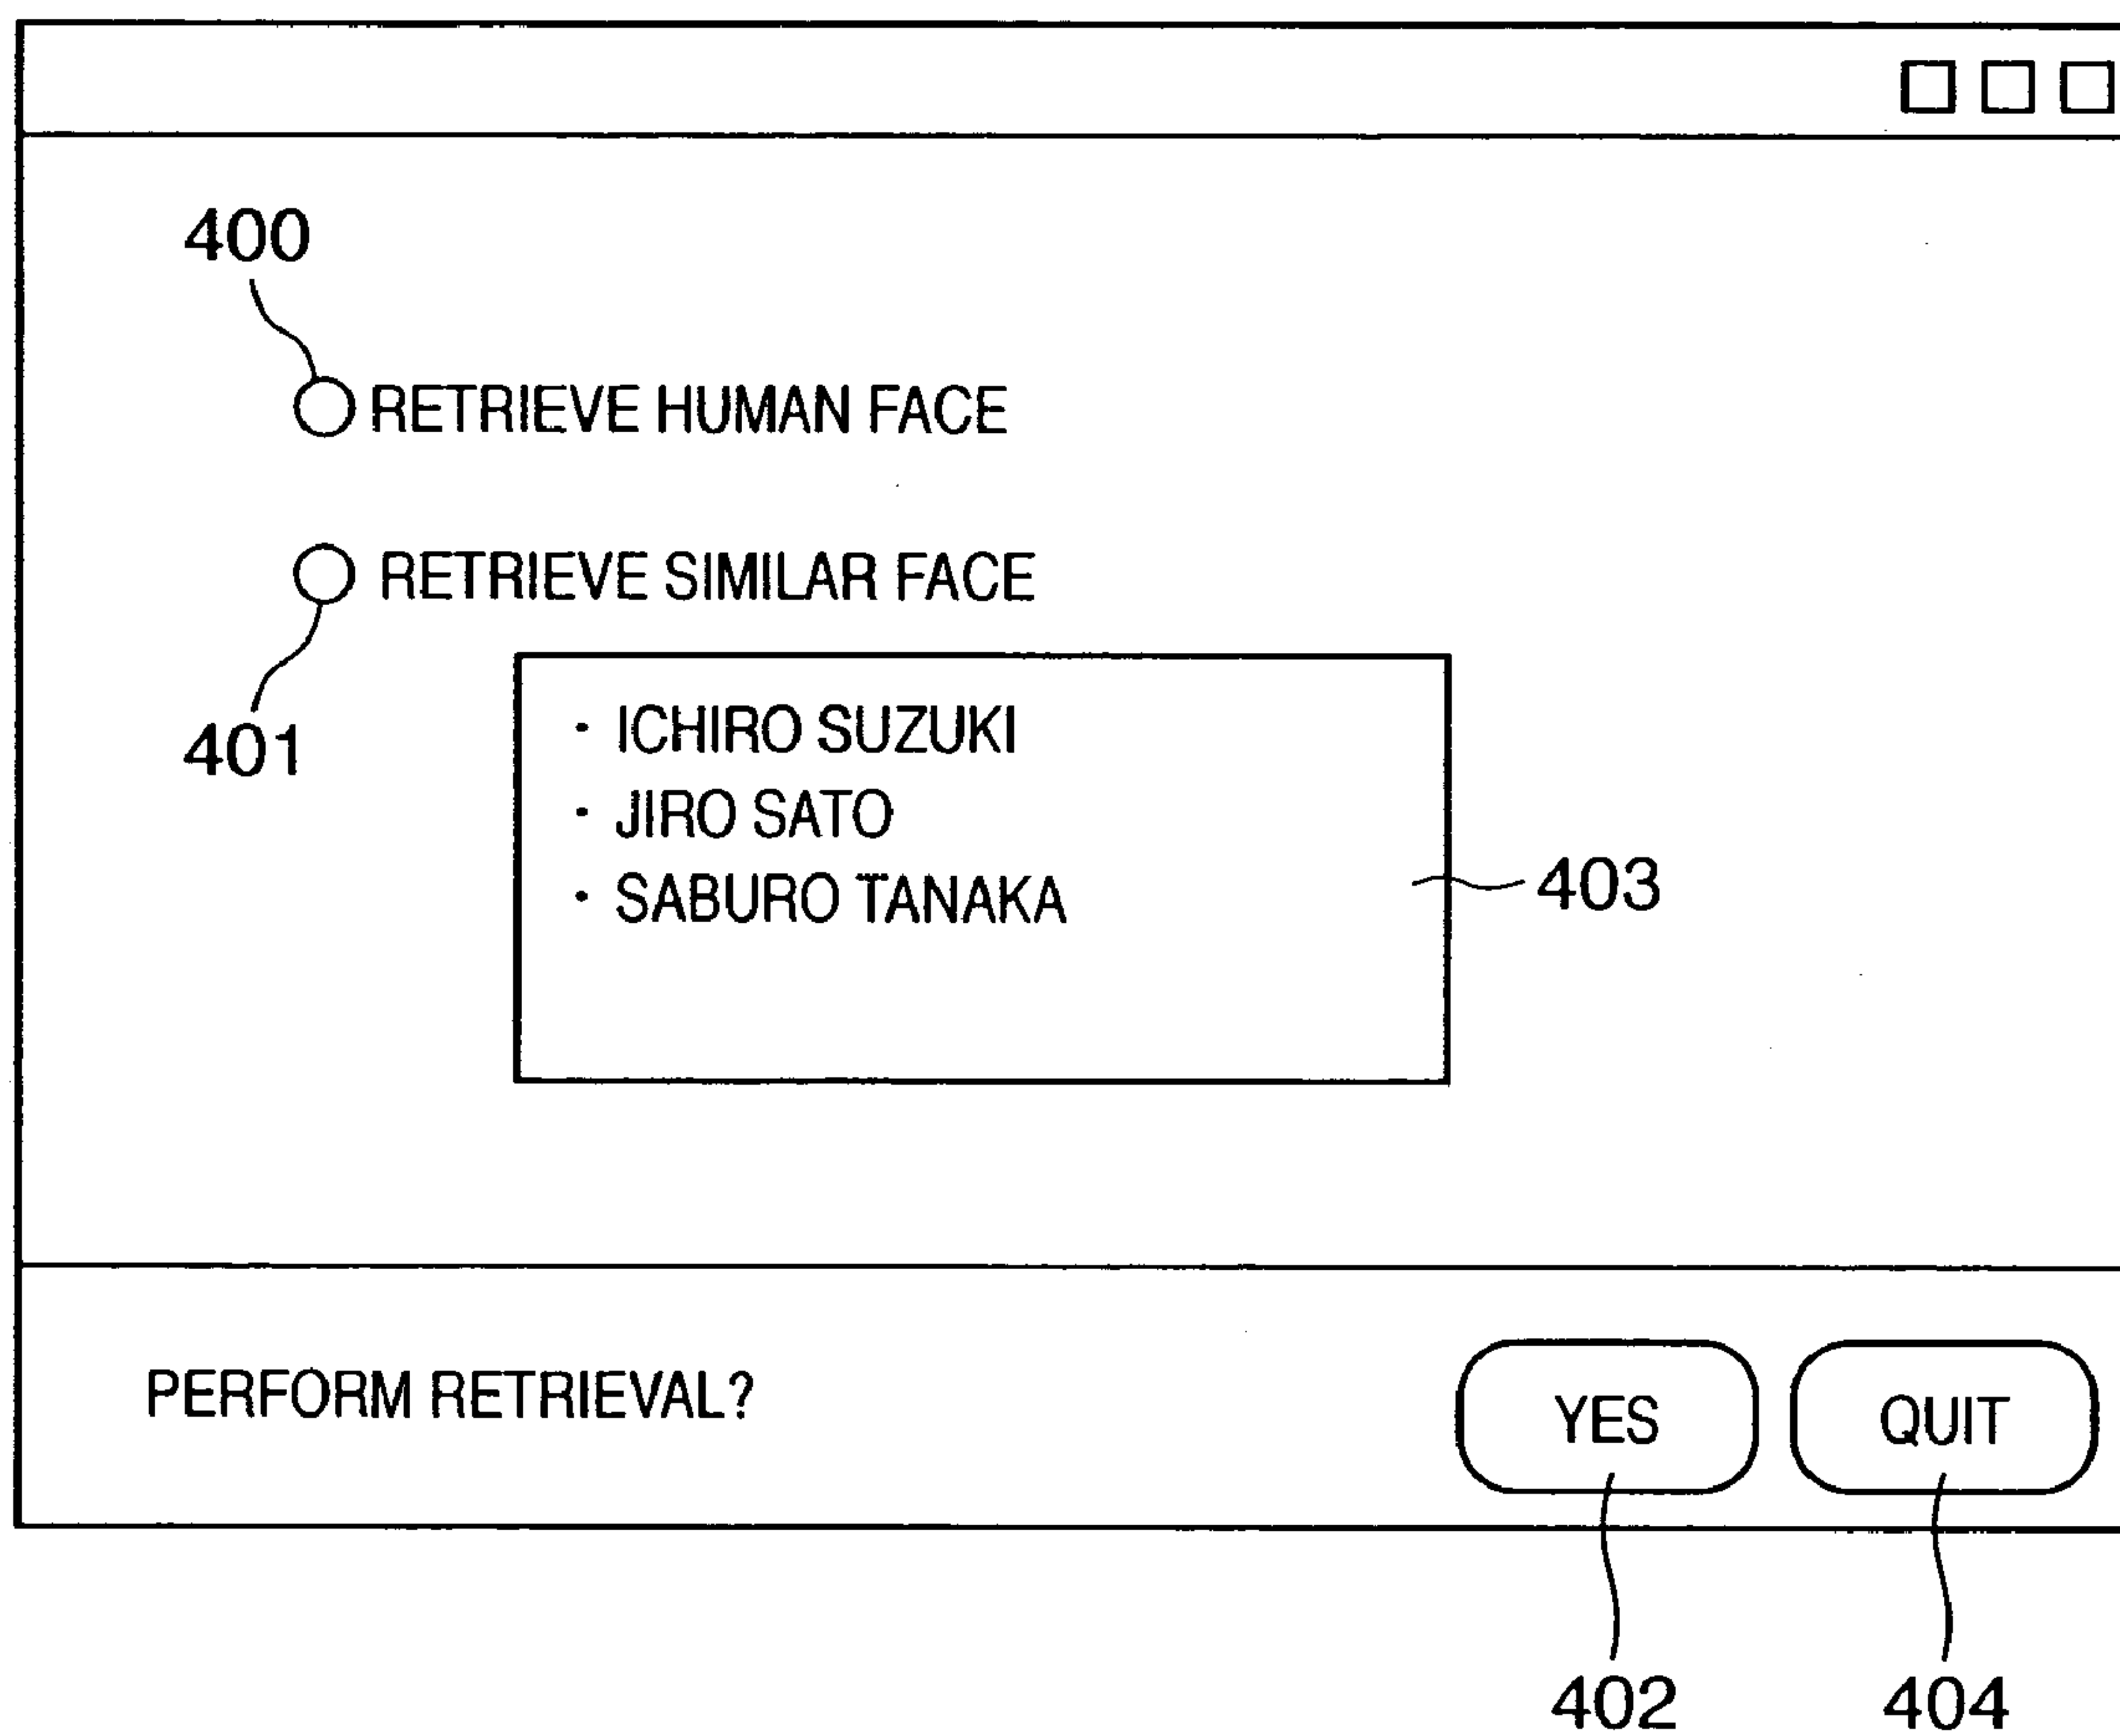 400
RETRIEVE HUMAN FACE
RETRIEVE SIMILAR FACE
401
· ICHIRO SUZUKI
· JIRO SATO
· SABURO TANAKA
403
PERFORM RETRIEVAL?
YES
QUIT
402
404